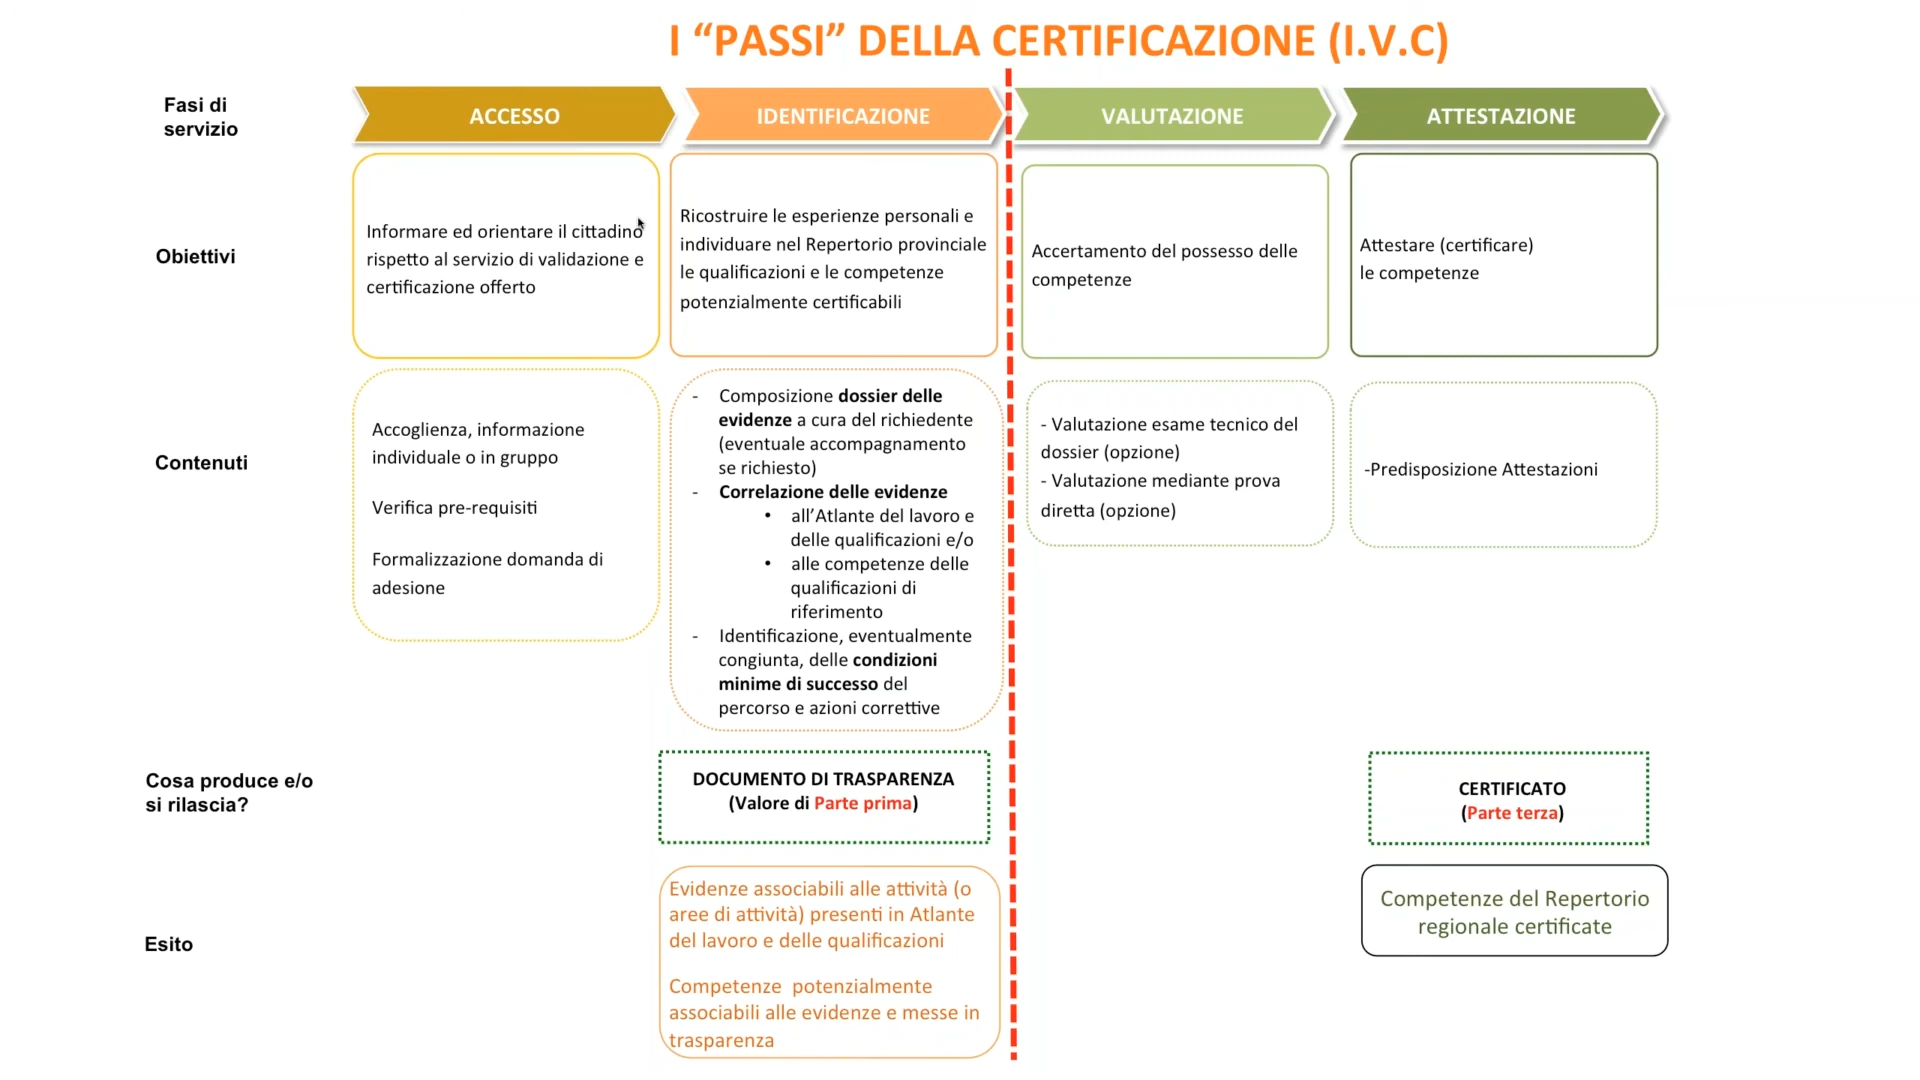 I “PASSI” DELLA CERTIFICAZIONE (I.V.C)
Fasi di
servizio
ACCESSO
IDENTIFICAZIONE
VALUTAZIONE
ATTESTAZIONE
Obiettivi
Informare ed orientare il cittadino
rispetto al servizio di validazione e
certificazione offerto
Ricostruire le esperienze personali e
individuare nel Repertorio provinciale
le qualificazioni e le competenze
potenzialmente certificabili
Accertamento del possesso delle
competenze
Attestare (certificare)
le competenze
Contenuti
Accoglienza, informazione
individuale o in gruppo
Verifica pre-requisiti
Formalizzazione domanda di
adesione
- Composizione dossier delle
evidenze a cura del richiedente
(eventuale accompagnamento
se richiesto)
- Correlazione delle evidenze
• all’Atlante del lavoro e
delle qualificazioni e/o
• alle competenze delle
qualificazioni di
riferimento
- Identificazione, eventualmente
congiunta, delle condizioni
minime di successo del
percorso e azioni correttive
- Valutazione esame tecnico del
dossier (opzione)
- Valutazione mediante prova
diretta (opzione)
-Predisposizione Attestazioni
Cosa produce e/o
si rilascia?
DOCUMENTO DI TRASPARENZA
(Valore di Parte prima)
CERTIFICATO
(Parte terza)
Esito
Evidenze associabili alle attività (o
aree di attività) presenti in Atlante
del lavoro e delle qualificazioni
Competenze potenzialmente
associabili alle evidenze e messe in
trasparenza
Competenze del Repertorio
regionale certificate